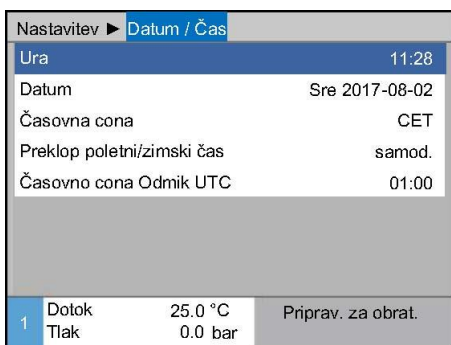 Nastavitev ► Datum / Čas
Ura 11:28
Datum Sre 2017-08-02
Časovna cona CET
Preklop poletni/zimski čas samod.
Časovno cona Odmik UTC 01:00
1 Dotok 25.0 °C Priprav. za obrat.
Tlak 0.0 bar